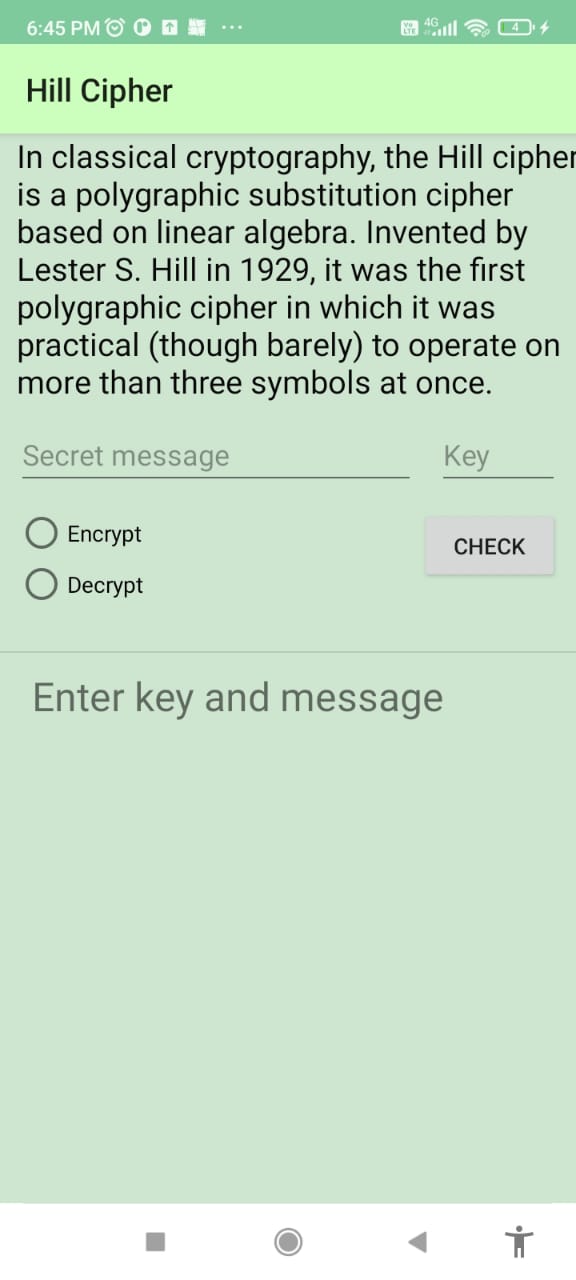 6:45 PM
4G
4
Hill Cipher
In classical cryptography, the Hill cipher
is a polygraphic substitution cipher
based on linear algebra. Invented by
Lester S. Hill in 1929, it was the first
polygraphic cipher in which it was
practical (though barely) to operate on
more than three symbols at once.
Secret message Key
Encrypt
CHECK
Decrypt
Enter key and message